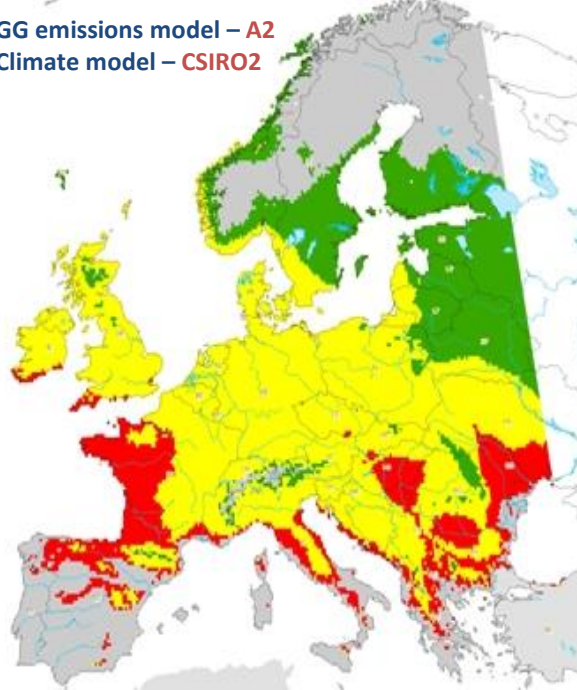 GG emissions model – A2
Climate model – CSIRO2